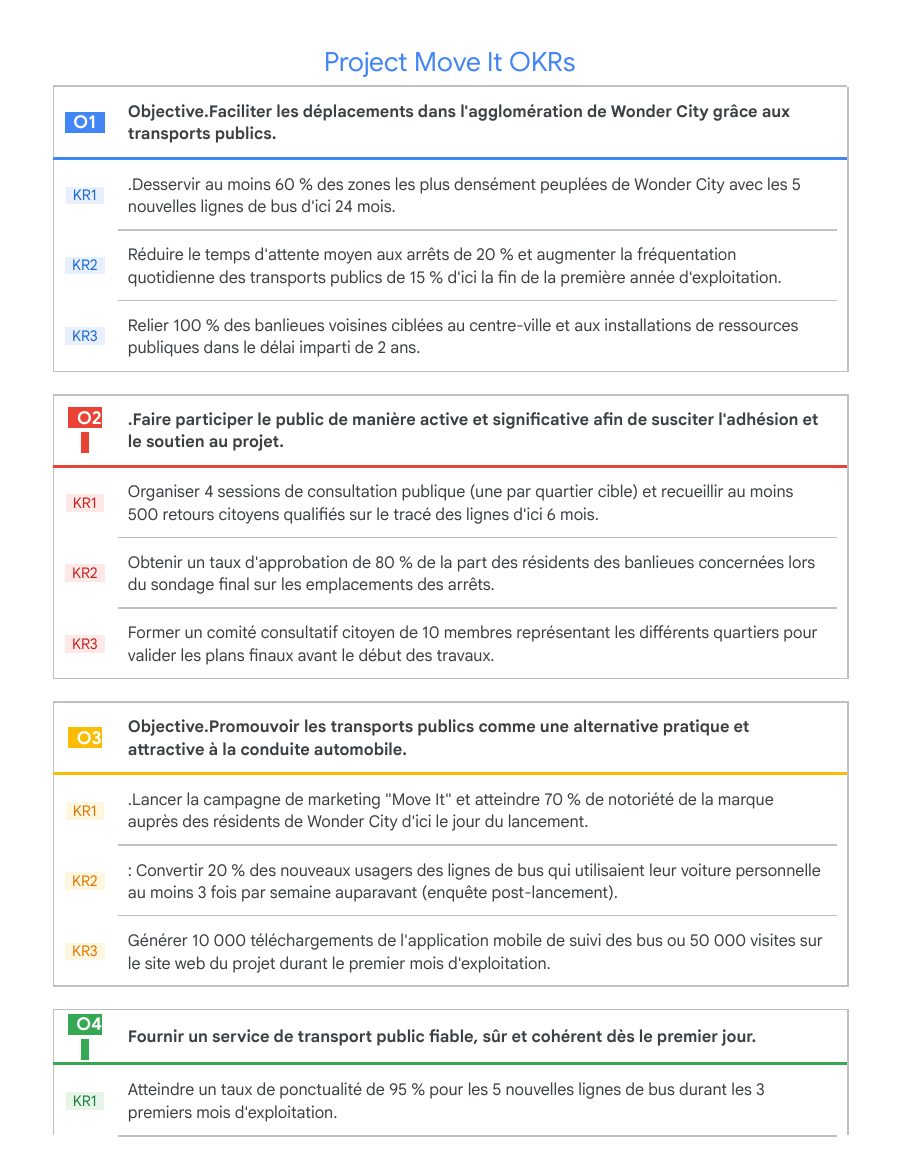 Project Move It OKRs
O1
Objective.Faciliter les déplacements dans l'agglomération de Wonder City grâce aux
transports publics.
KR1
.Desservir au moins 60 % des zones les plus densément peuplées de Wonder City avec les 5
nouvelles lignes de bus d'ici 24 mois.
KR2
Réduire le temps d'attente moyen aux arrêts de 20 % et augmenter la fréquentation
quotidienne des transports publics de 15 % d'ici la fin de la première année d'exploitation.
KR3
Relier 100 % des banlieues voisines ciblées au centre-ville et aux installations de ressources
publiques dans le délai imparti de 2 ans.
O2
.Faire participer le public de manière active et significative afin de susciter l'adhésion et
le soutien au projet.
KR1
Organiser 4 sessions de consultation publique (une par quartier cible) et recueillir au moins
500 retours citoyens qualifiés sur le tracé des lignes d'ici 6 mois.
KR2
Obtenir un taux d'approbation de 80 % de la part des résidents des banlieues concernées lors
du sondage final sur les emplacements des arrêts.
KR3
Former un comité consultatif citoyen de 10 membres représentant les différents quartiers pour
valider les plans finaux avant le début des travaux.
O3
Objective.Promouvoir les transports publics comme une alternative pratique et
attractive à la conduite automobile.
KR1
.Lancer la campagne de marketing "Move It" et atteindre 70 % de notoriété de la marque
auprès des résidents de Wonder City d'ici le jour du lancement.
KR2
: Convertir 20 % des nouveaux usagers des lignes de bus qui utilisaient leur voiture personnelle
au moins 3 fois par semaine auparavant (enquête post-lancement).
KR3
Générer 10 000 téléchargements de l'application mobile de suivi des bus ou 50 000 visites sur
le site web du projet durant le premier mois d'exploitation.
O4
Fournir un service de transport public fiable, sûr et cohérent dès le premier jour.
KR1
Atteindre un taux de ponctualité de 95 % pour les 5 nouvelles lignes de bus durant les 3
premiers mois d'exploitation.